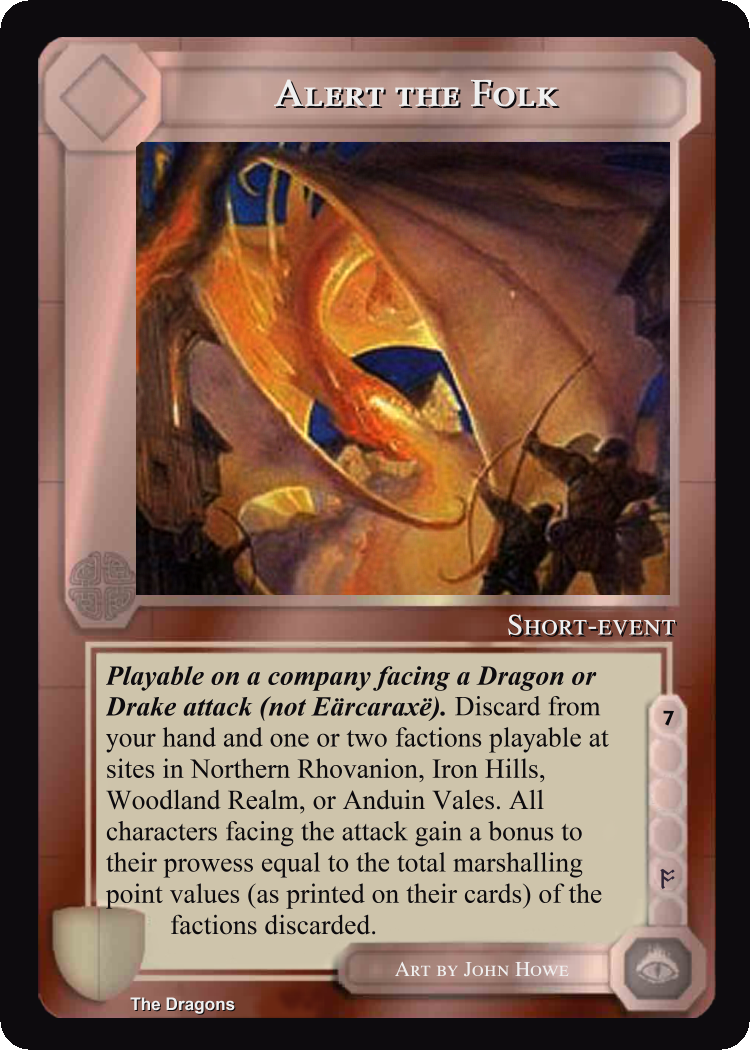 Alert the Folk
Short-event
Playable on a company facing a Dragon or
Drake attack (not Eärcaraxë). Discard from
your hand and one or two factions playable at
sites in Northern Rhovanion, Iron Hills,
Woodland Realm, or Anduin Vales. All
characters facing the attack gain a bonus to
their prowess equal to the total marshalling
point values (as printed on their cards) of the
factions discarded.
7
ᚩ
Art by John Howe
The Dragons